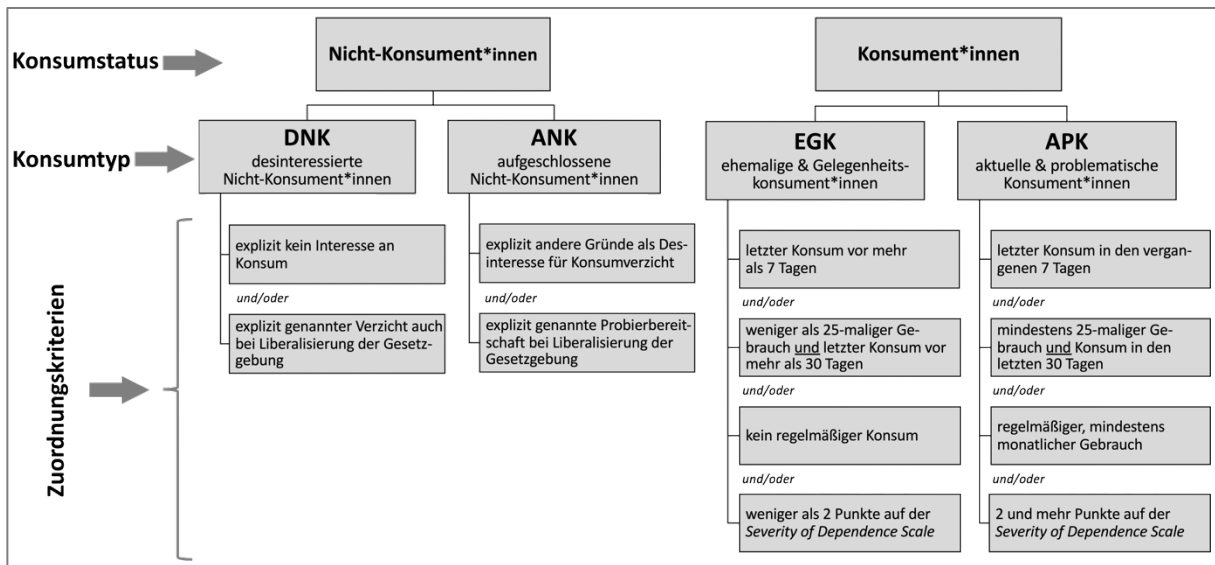 Konsumstatus
Nicht-Konsument*innen
Konsument*innen
Konsumtyp
DNK
desinteressierte
Nicht-Konsument*innen
ANK
aufgeschlossene
Nicht-Konsument*innen
EGK
ehemalige & Gelegenheits-
konsument*innen
APK
aktuelle & problematische
Konsument*innen
Zuordnungskriterien
explizit kein Interesse an
Konsum
und/oder
explizit genannter Verzicht auch
bei Liberalisierung der Gesetz-
gebung
explizit andere Gründe als Des-
interesse für Konsumverzicht
und/oder
explizit genannte Probierbereit-
schaft bei Liberalisierung der
Gesetzgebung
letzter Konsum vor mehr
als 7 Tagen
und/oder
weniger als 25-maliger Ge-
brauch und letzter Konsum vor
mehr als 30 Tagen
und/oder
kein regelmäßiger Konsum
und/oder
weniger als 2 Punkte auf der
Severity of Dependence Scale
letzter Konsum in den vergan-
genen 7 Tagen
und/oder
mindestens 25-maliger Ge-
brauch und Konsum in den
letzten 30 Tagen
und/oder
regelmäßiger, mindestens
monatlicher Gebrauch
und/oder
2 und mehr Punkte auf der
Severity of Dependence Scale